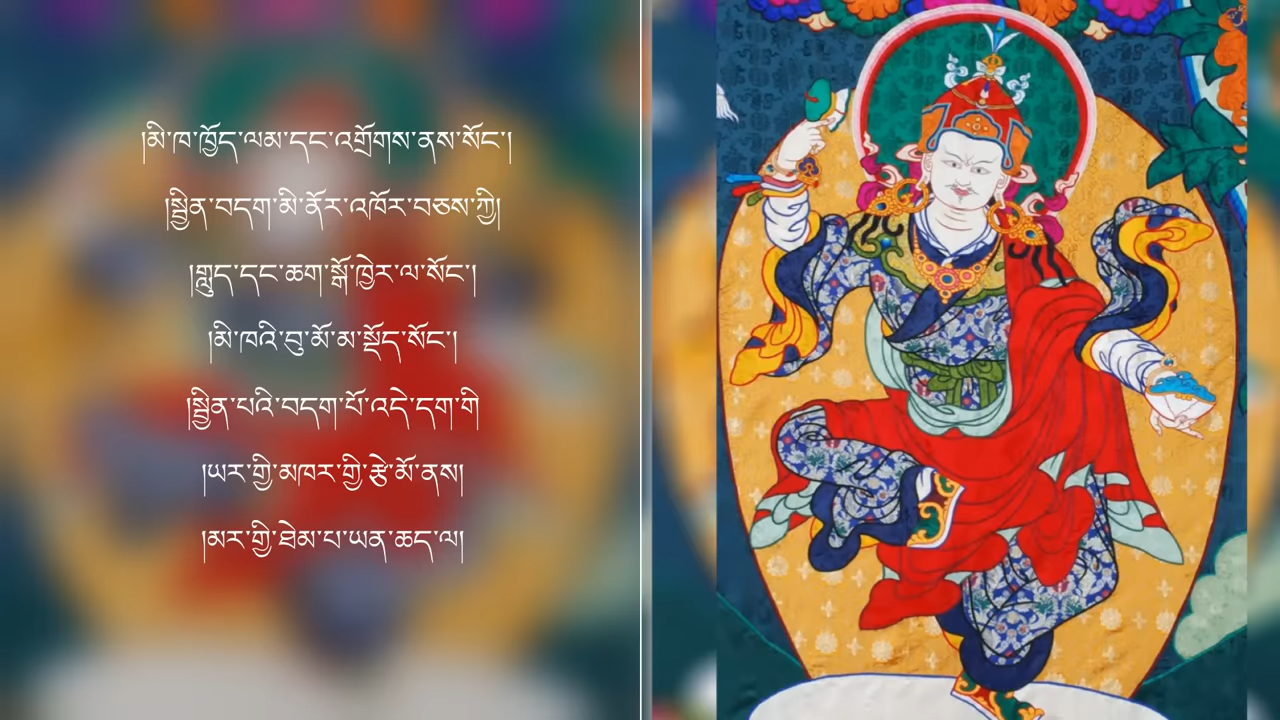 །མི་ཁ་ཁྱོད་ལམ་དང་འགྲོགས་ནས་སོང་།
།སྦྱིན་བདག་མི་ནོར་འཁོར་བཅས་ཀྱི།
།གླུད་དང་ཆག་སྒོ་ཁྱེར་ལ་སོང་།
།མི་ཁའི་བུ་མོ་མ་སྡོད་སོང་།
།སྦྱིན་པའི་བདག་པོ་འདེ་དག་གི
།ཡར་གྱི་མཁར་གྱི་རྩེ་མོ་ནས།
།མར་གྱི་ཐེམ་པ་ཡན་ཆད་ལ།